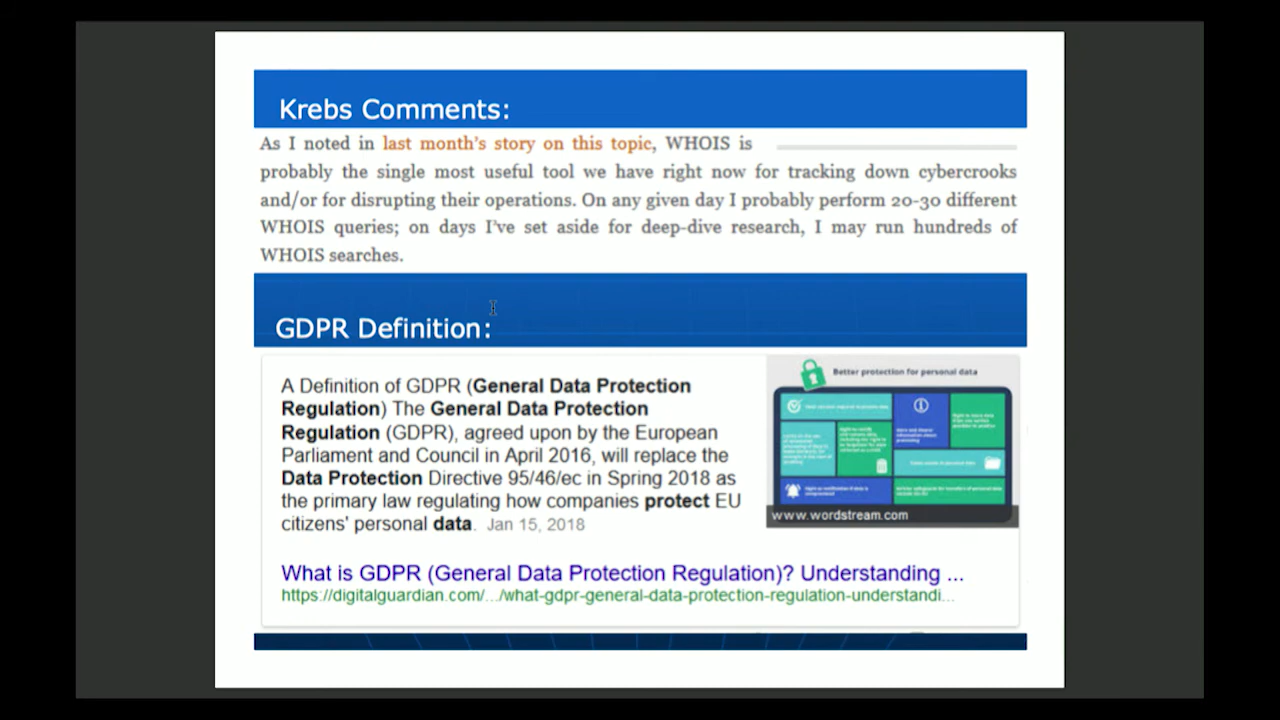 Krebs Comments:
As I noted in last month's story on this topic, WHOIS is
probably the single most useful tool we have right now for tracking down cybercrooks
and/or for disrupting their operations. On any given day I probably perform 20-30 different
WHOIS queries; on days I've set aside for deep-dive research, I may run hundreds of
WHOIS searches.
GDPR Definition:
A Definition of GDPR (General Data Protection
Regulation) The General Data Protection
Regulation (GDPR), agreed upon by the European
Parliament and Council in April 2016, will replace the
Data Protection Directive 95/46/ec in Spring 2018 as
the primary law regulating how companies protect EU
citizens' personal data. Jan 15, 2018
Better protection for personal data
www.wordstream.com
What is GDPR (General Data Protection Regulation)? Understanding ...
https://digitalguardian.com/.../what-gdpr-general-data-protection-regulation-understandi...